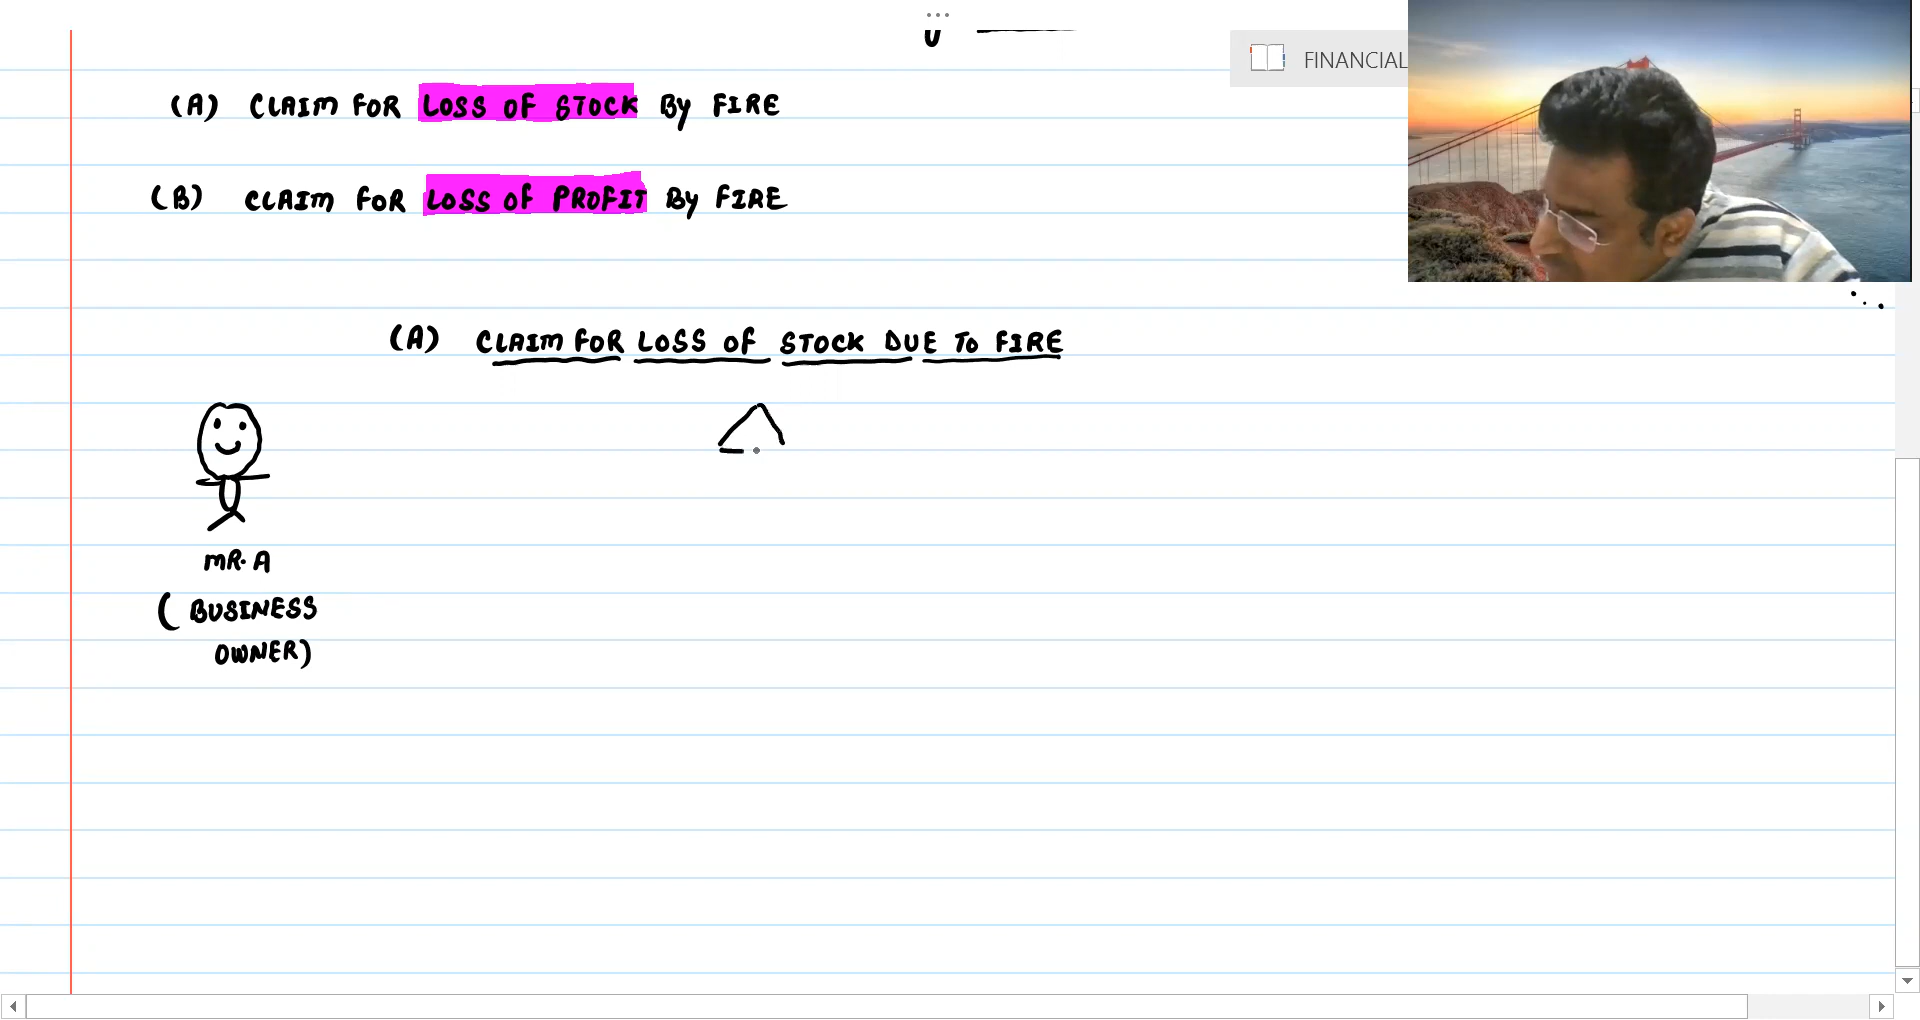 FINANCIAL
(A) CLAIM FOR LOSS OF STOCK By FIRE
(B) CLAIM FOR LOSS OF PROFIT By FIRE
(A) CLAIM FOR LOSS OF STOCK DUE TO FIRE
MR. A
( BUSINESS
OWNER)